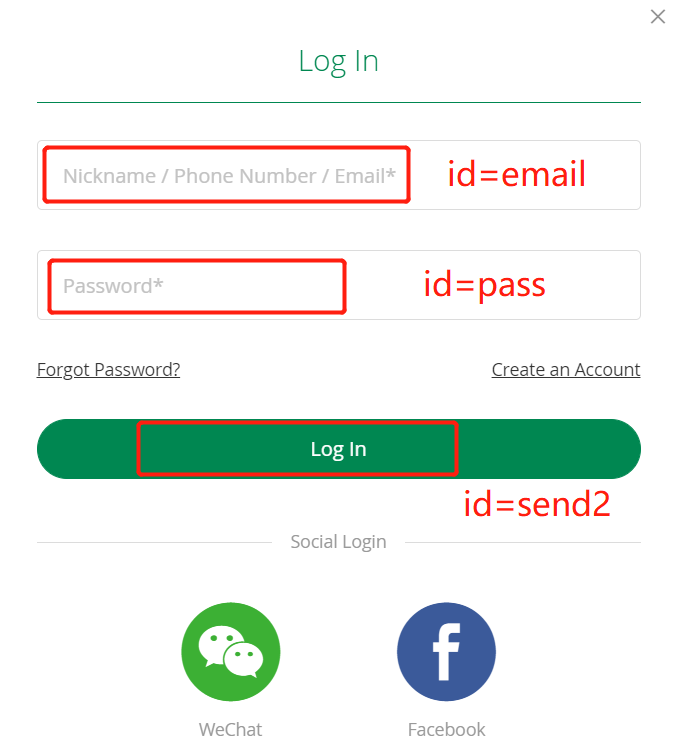 Log In
Nickname / Phone Number / Email* id=email
Password* id=pass
Forgot Password? Create an Account
Log In
id=send2
Social Login
WeChat Facebook